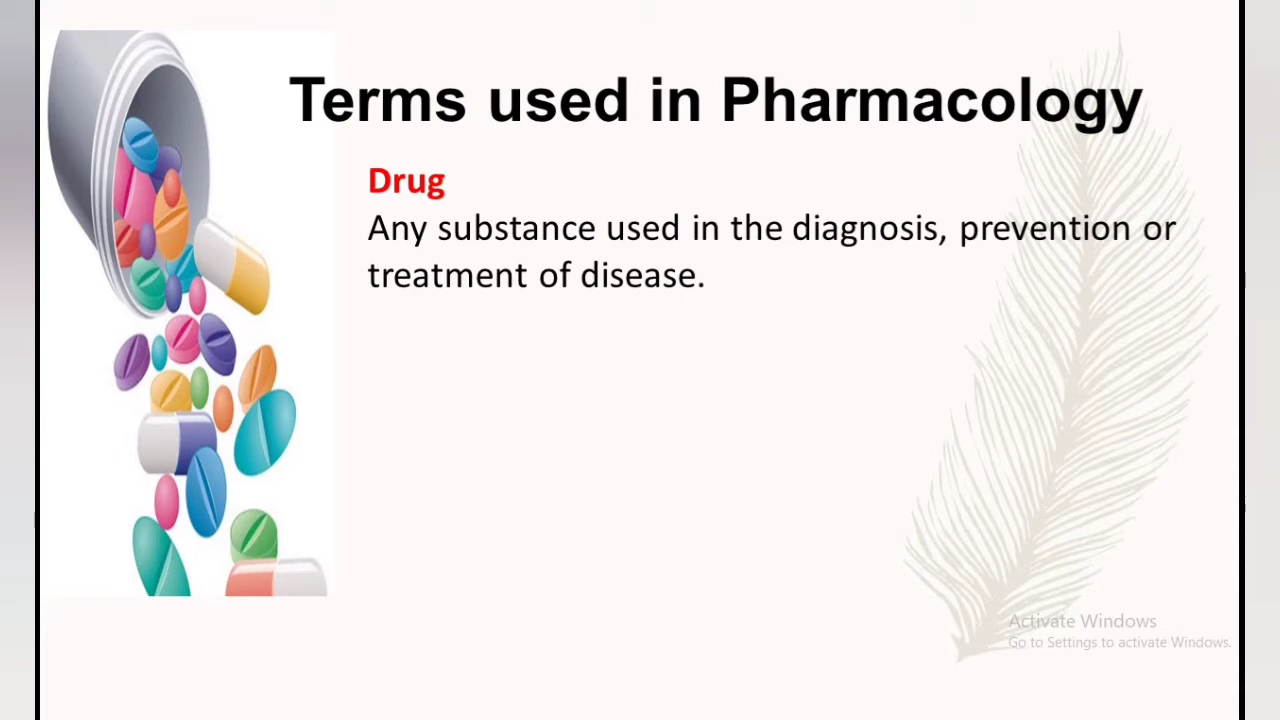 Terms used in Pharmacology
Drug
Any substance used in the diagnosis, prevention or
treatment of disease.
Activate Windows
Go to Settings to activate Windows.